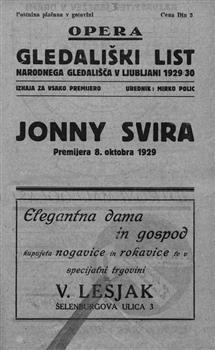 Poštnina plačana v gotovini Cena Din 3
OPERA
GLEDALIŠKI LIST
NARODNEGA GLEDALIŠČA V LJUBLJANI 1929-30
IZHAJA ZA VSAKO PREMIJERO UREDNIK: MIRKO POLIČ
JONNY SVIRA
Premijera 8. oktobra 1929
Elegantna dama
in gospod
kupujeta nogavice in rokavice le v
specijalni trgovini
V. LESJAK
ŠELENBURGOVA ULICA 3